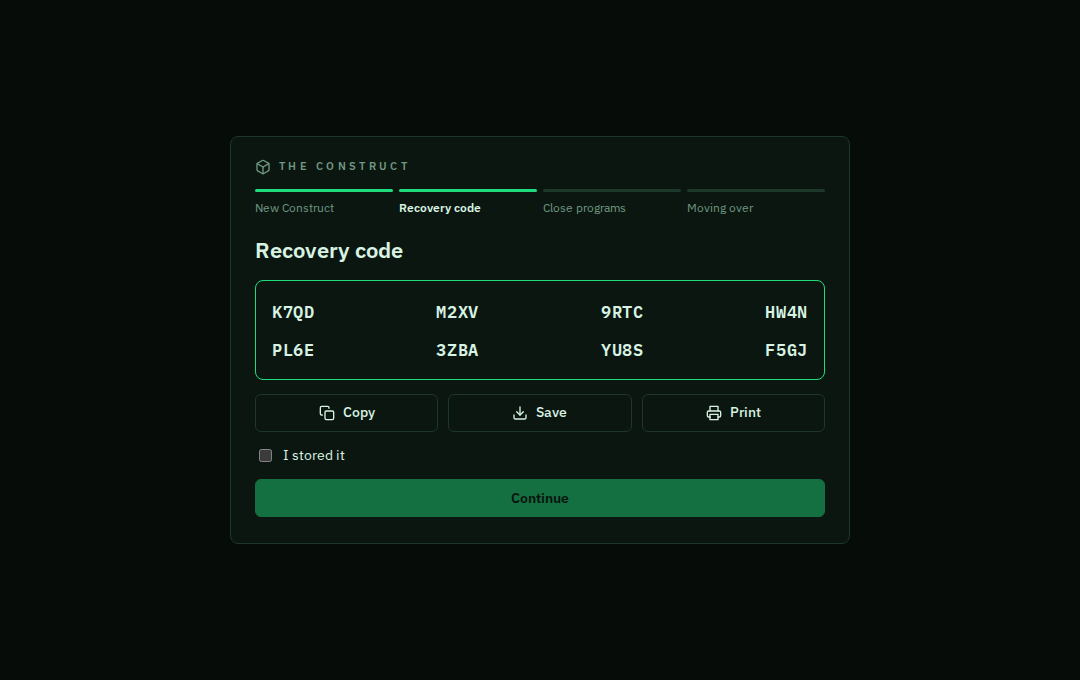 THE CONSTRUCT
New Construct Recovery code Close programs Moving over
Recovery code
K7QD M2XV 9RTC HW4N
PL6E 3ZBA YU8S F5GJ
Copy Save Print
I stored it
Continue